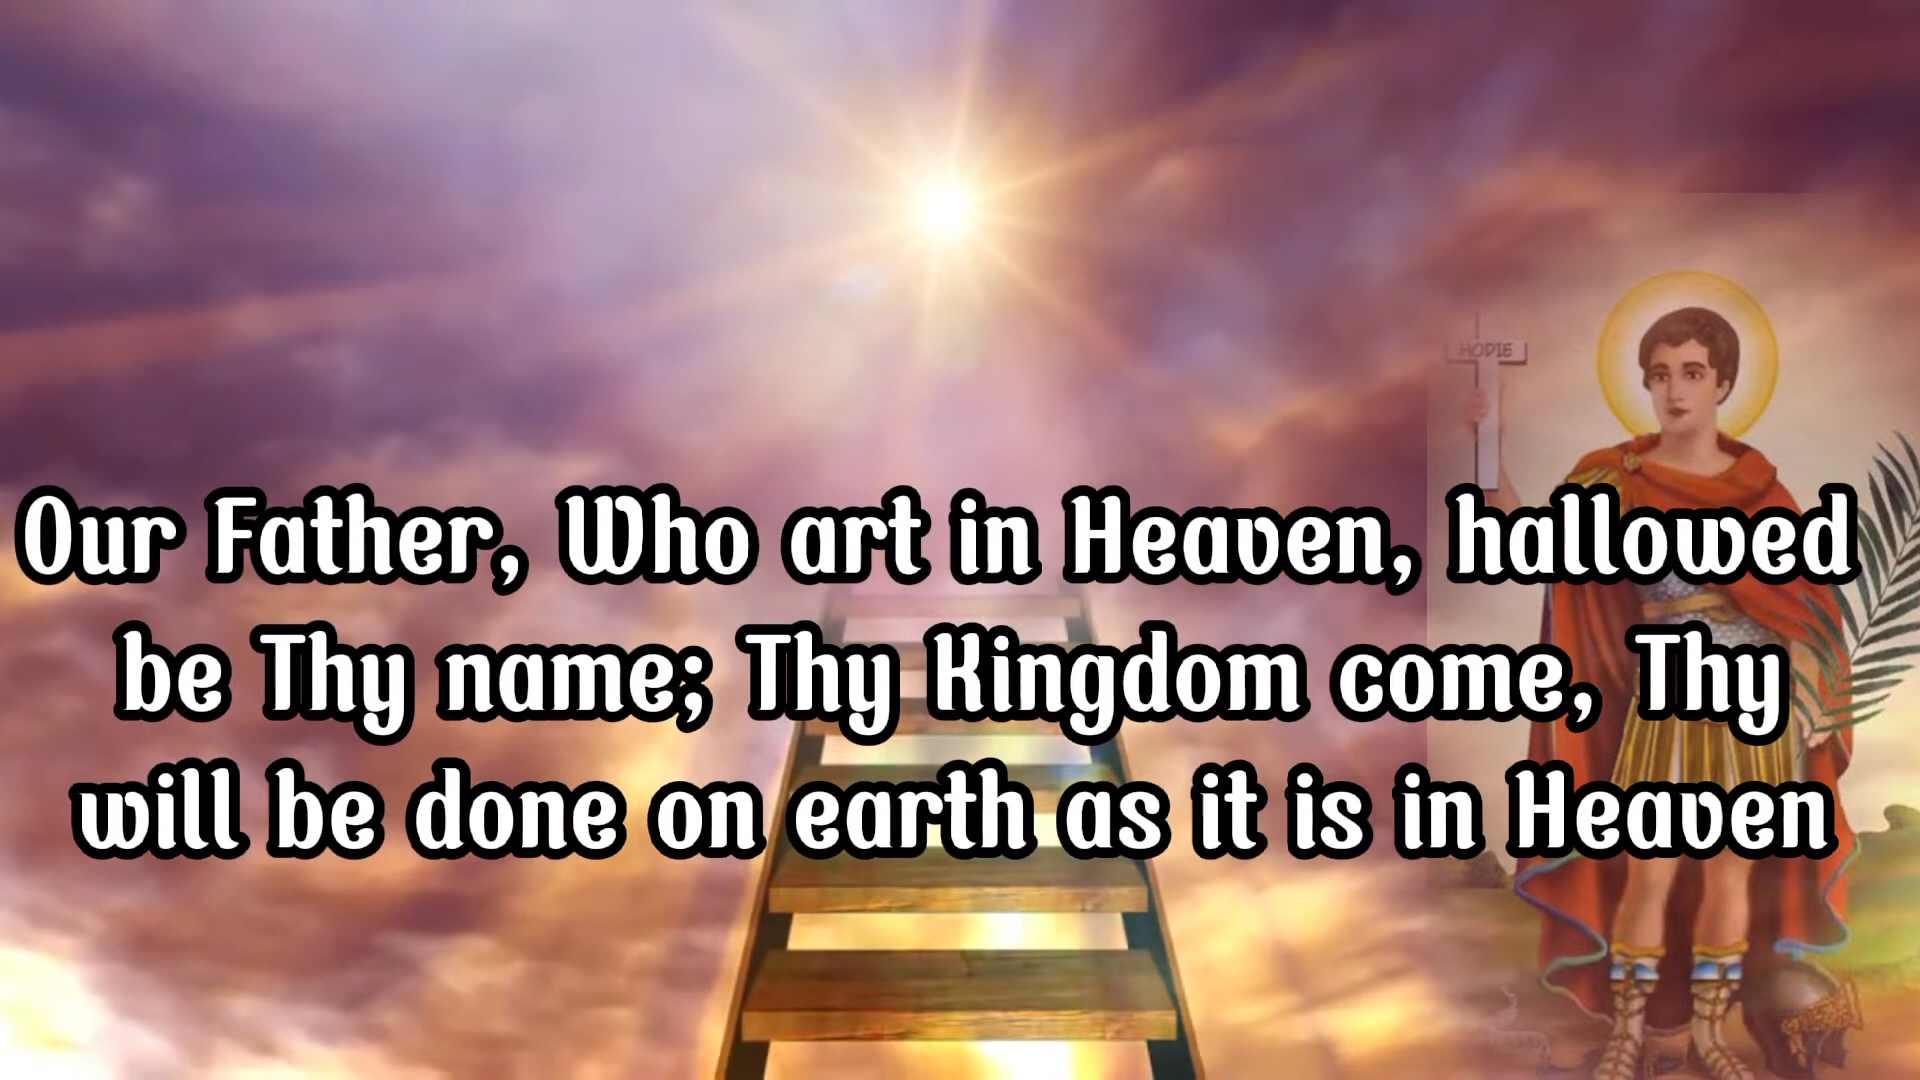 HODIE
Our Father, Who art in Heaven, hallowed
be Thy name; Thy Kingdom come, Thy
will be done on earth as it is in Heaven